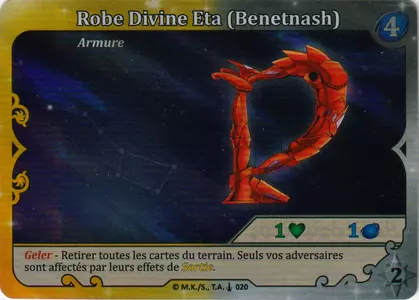 Robe Divine Eta (Benetnash)
4
Armure
1 1
Geler - Retirer toutes les cartes du terrain. Seuls vos adversaires
sont affectés par leurs effets de Sortie.
2
© M.K./S., T.A. 020